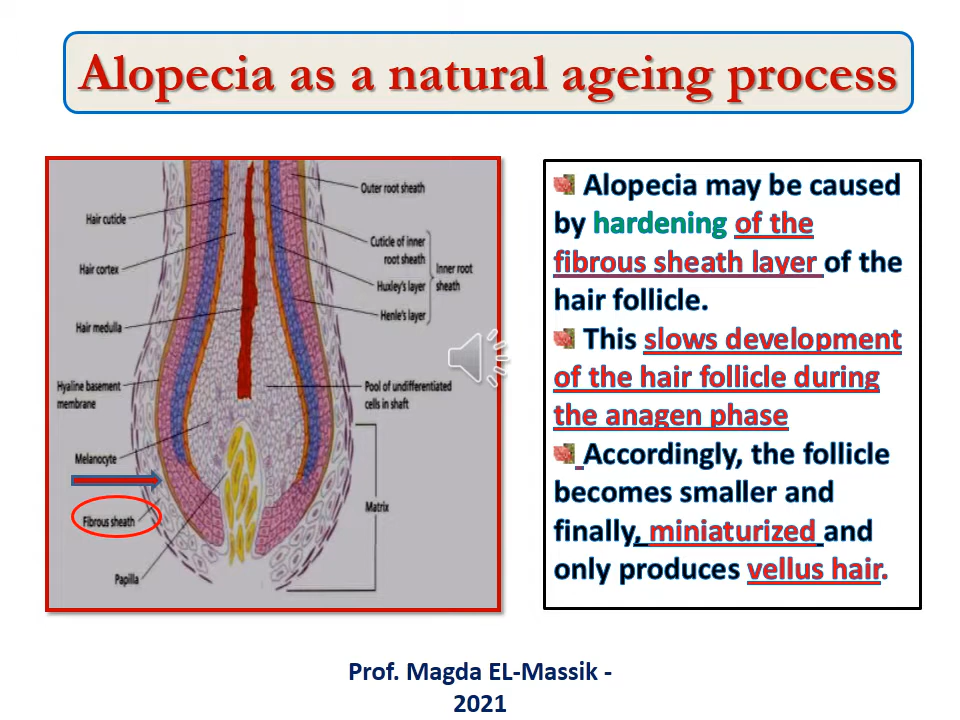 Alopecia as a natural ageing process
Outer root sheath
Hair cuticle
Cuticle of inner
root sheath
Inner root
sheath
Hair cortex
Huxley's layer
Henle's layer
Hair medulla
Hyaline basement
membrane
Pool of undifferentiated
cells in shaft
Melanocyte
Matrix
Fibrous sheath
Papilla
Alopecia may be caused
by hardening of the
fibrous sheath layer of the
hair follicle.
This slows development
of the hair follicle during
the anagen phase
Accordingly, the follicle
becomes smaller and
finally, miniaturized and
only produces vellus hair.
Prof. Magda EL-Massik -
2021